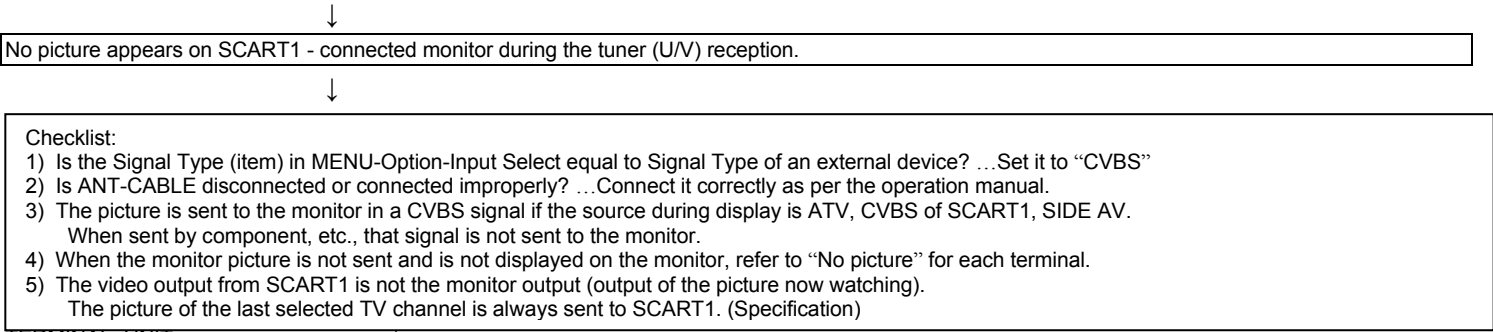 ↓
No picture appears on SCART1 - connected monitor during the tuner (U/V) reception.
↓
Checklist:
1) Is the Signal Type (item) in MENU-Option-Input Select equal to Signal Type of an external device? …Set it to “CVBS”
2) Is ANT-CABLE disconnected or connected improperly? …Connect it correctly as per the operation manual.
3) The picture is sent to the monitor in a CVBS signal if the source during display is ATV, CVBS of SCART1, SIDE AV.
When sent by component, etc., that signal is not sent to the monitor.
4) When the monitor picture is not sent and is not displayed on the monitor, refer to “No picture” for each terminal.
5) The video output from SCART1 is not the monitor output (output of the picture now watching).
The picture of the last selected TV channel is always sent to SCART1. (Specification)